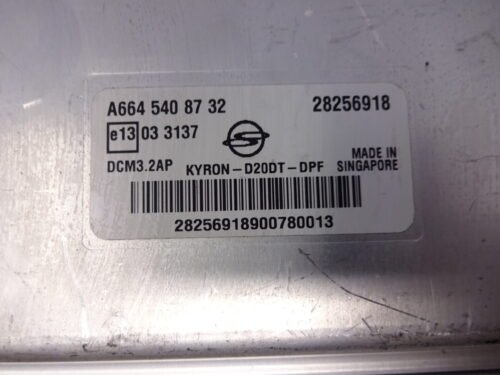 A664 540 87 32 28256918
e13 03 3137
DCM3.2AP KYRON-D20DT-DPF MADE IN SINGAPORE
28256918900780013